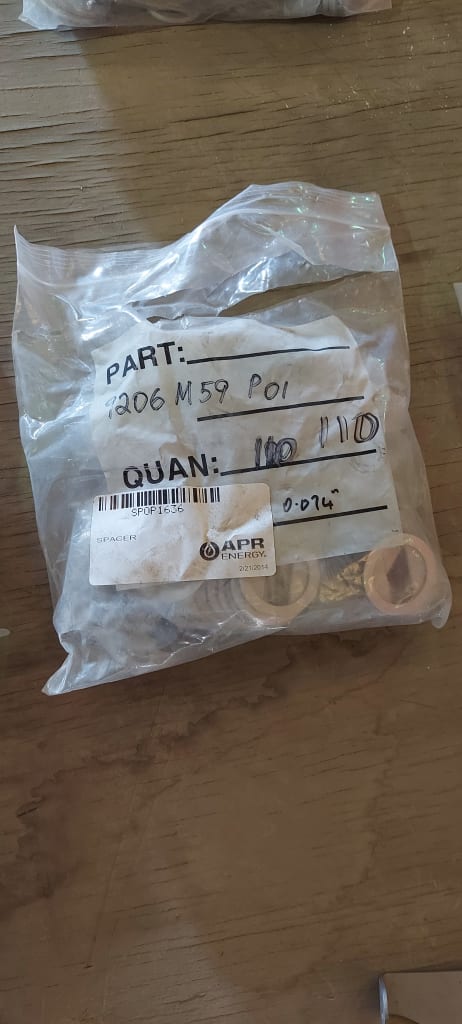 PART:
9206 M59 P01
QUAN: 110 110
0.074"
SPOP1636
SPACER
APR
ENERGY.
2/21/2014